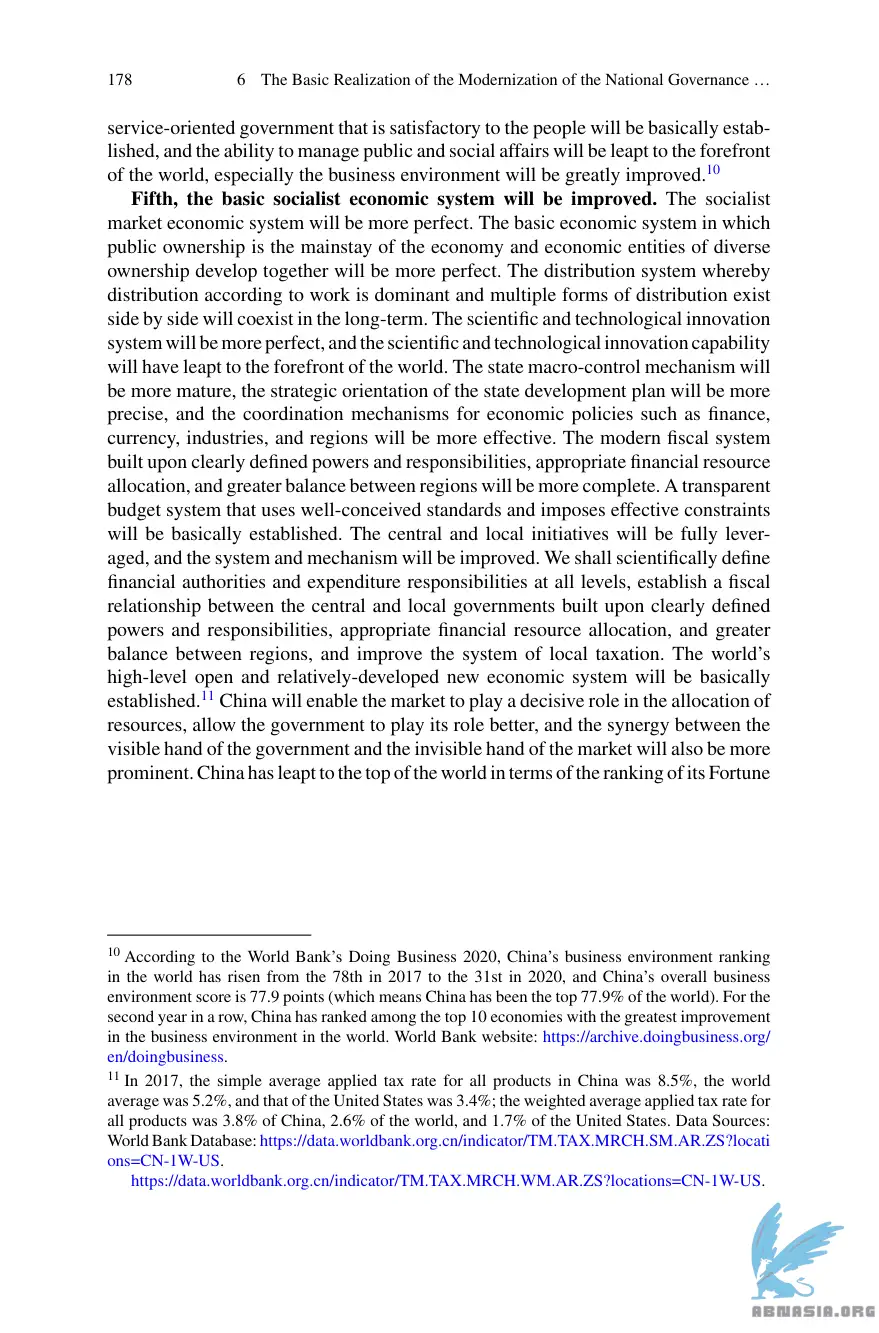 178 6 The Basic Realization of the Modernization of the National Governance …
service-oriented government that is satisfactory to the people will be basically estab-
lished, and the ability to manage public and social affairs will be leapt to the forefront
of the world, especially the business environment will be greatly improved.10
Fifth, the basic socialist economic system will be improved. The socialist
market economic system will be more perfect. The basic economic system in which
public ownership is the mainstay of the economy and economic entities of diverse
ownership develop together will be more perfect. The distribution system whereby
distribution according to work is dominant and multiple forms of distribution exist
side by side will coexist in the long-term. The scientific and technological innovation
system will be more perfect, and the scientific and technological innovation capability
will have leapt to the forefront of the world. The state macro-control mechanism will
be more mature, the strategic orientation of the state development plan will be more
precise, and the coordination mechanisms for economic policies such as finance,
currency, industries, and regions will be more effective. The modern fiscal system
built upon clearly defined powers and responsibilities, appropriate financial resource
allocation, and greater balance between regions will be more complete. A transparent
budget system that uses well-conceived standards and imposes effective constraints
will be basically established. The central and local initiatives will be fully lever-
aged, and the system and mechanism will be improved. We shall scientifically define
financial authorities and expenditure responsibilities at all levels, establish a fiscal
relationship between the central and local governments built upon clearly defined
powers and responsibilities, appropriate financial resource allocation, and greater
balance between regions, and improve the system of local taxation. The world's
high-level open and relatively-developed new economic system will be basically
established.11 China will enable the market to play a decisive role in the allocation of
resources, allow the government to play its role better, and the synergy between the
visible hand of the government and the invisible hand of the market will also be more
prominent. China has leapt to the top of the world in terms of the ranking of its Fortune
10 According to the World Bank's Doing Business 2020, China's business environment ranking
in the world has risen from the 78th in 2017 to the 31st in 2020, and China's overall business
environment score is 77.9 points (which means China has been the top 77.9% of the world). For the
second year in a row, China has ranked among the top 10 economies with the greatest improvement
in the business environment in the world. World Bank website: https://archive.doingbusiness.org/
en/doingbusiness.
11 In 2017, the simple average applied tax rate for all products in China was 8.5%, the world
average was 5.2%, and that of the United States was 3.4%; the weighted average applied tax rate for
all products was 3.8% of China, 2.6% of the world, and 1.7% of the United States. Data Sources:
World Bank Database: https://data.worldbank.org.cn/indicator/TM.TAX.MRCH.SM.AR.ZS?locati
ons=CN-1W-US.
https://data.worldbank.org.cn/indicator/TM.TAX.MRCH.WM.AR.ZS?locations=CN-1W-US.
ABNASIA.ORG